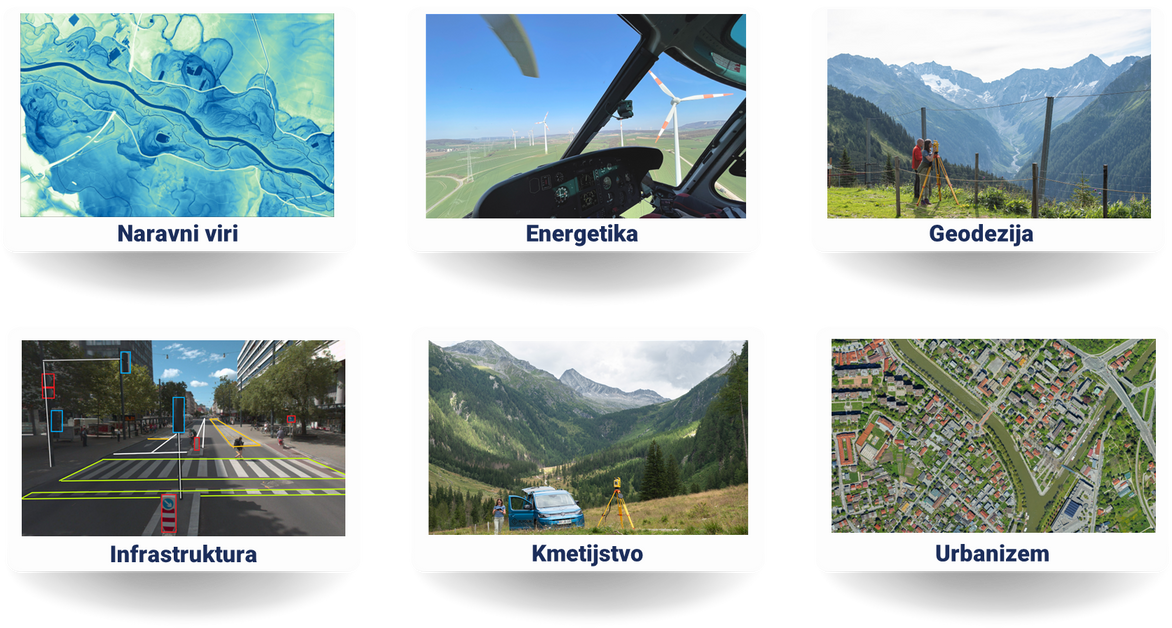 Naravni viri
Energetika
Geodezija
Infrastruktura
Kmetijstvo
Urbanizem